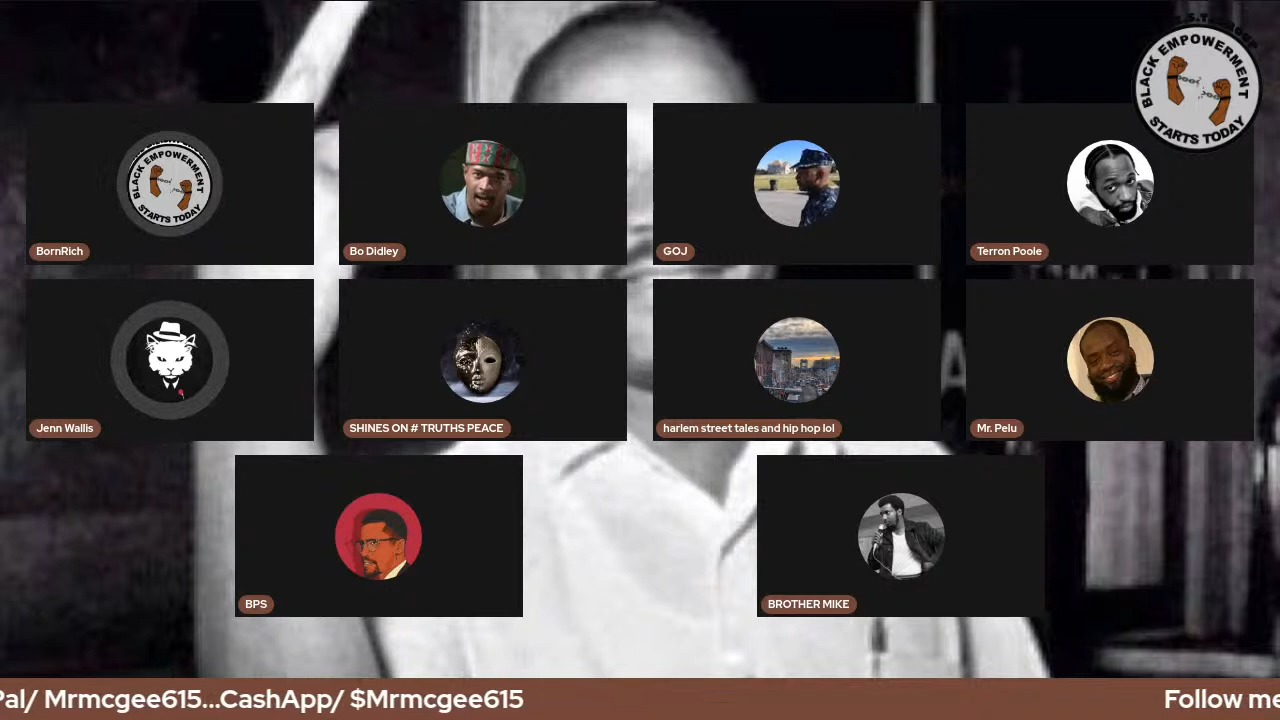 BLACK EMPOWERMENT
STARTS TODAY
BLACK EMPOWERMENT
STARTS TODAY
BornRich
Bo Didley
GOJ
Terron Poole
Jenn Wallis
SHINES ON # TRUTHS PEACE
harlem street tales and hip hop lol
Mr. Pelu
BPS
BROTHER MIKE
Pal/ Mrmcgee615...CashApp/ $Mrmcgee615
Follow me